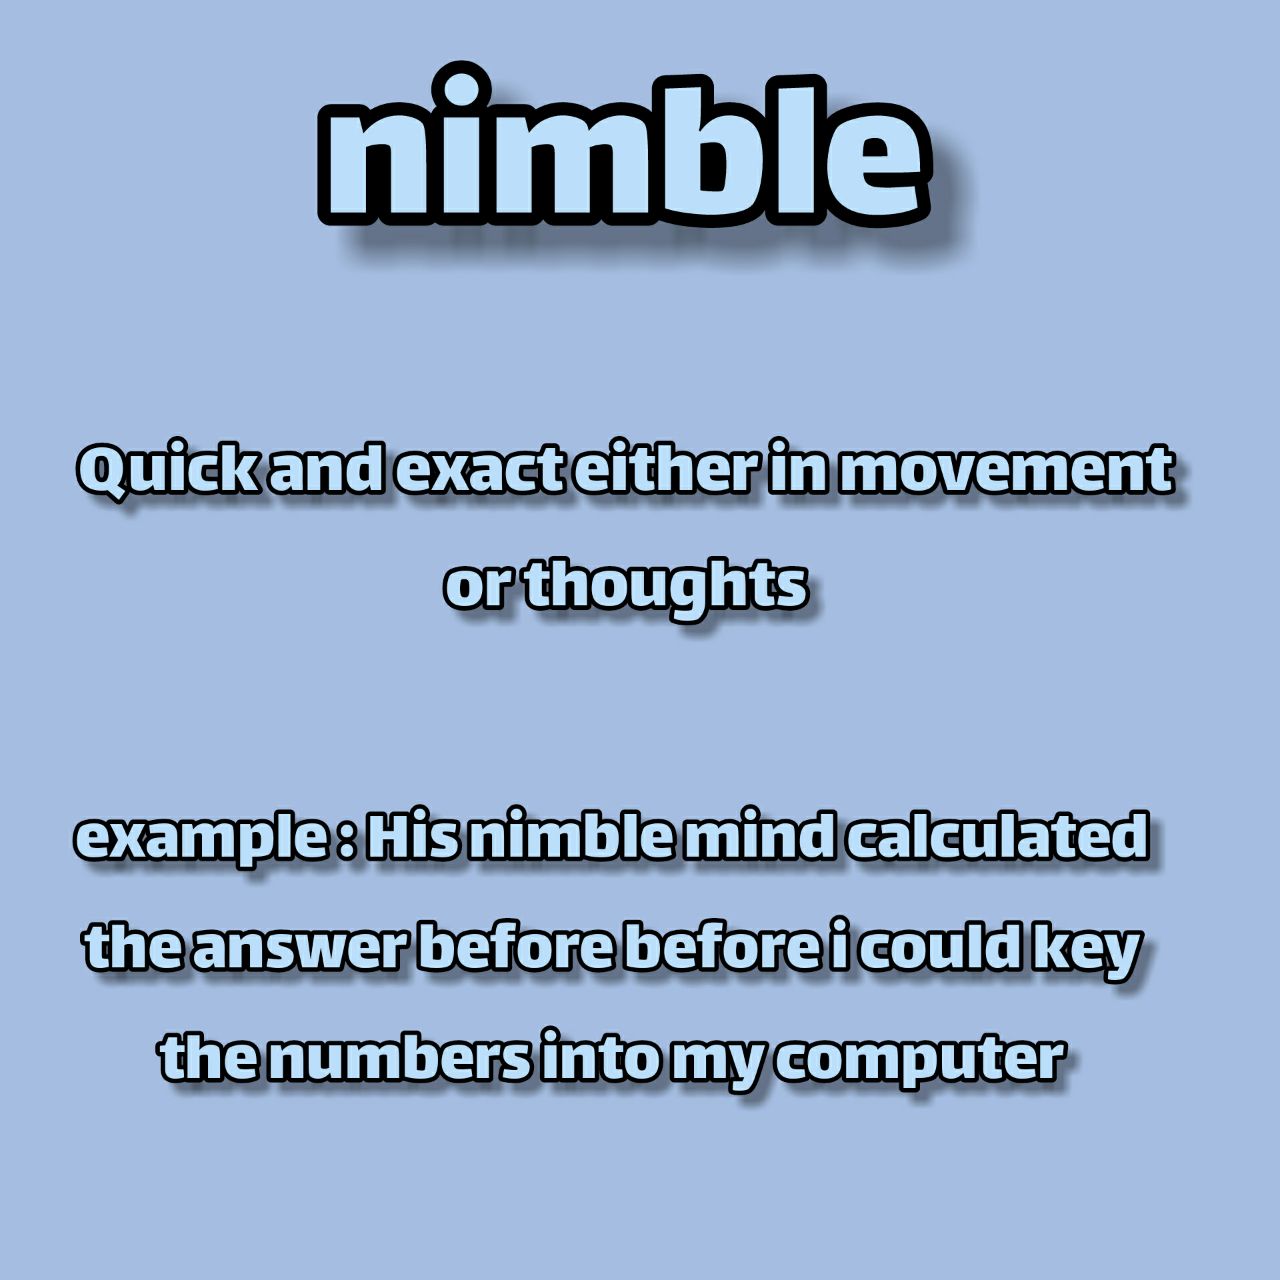 nimble
Quick and exact either in movement
or thoughts
example : His nimble mind calculated
the answer before before i could key
the numbers into my computer